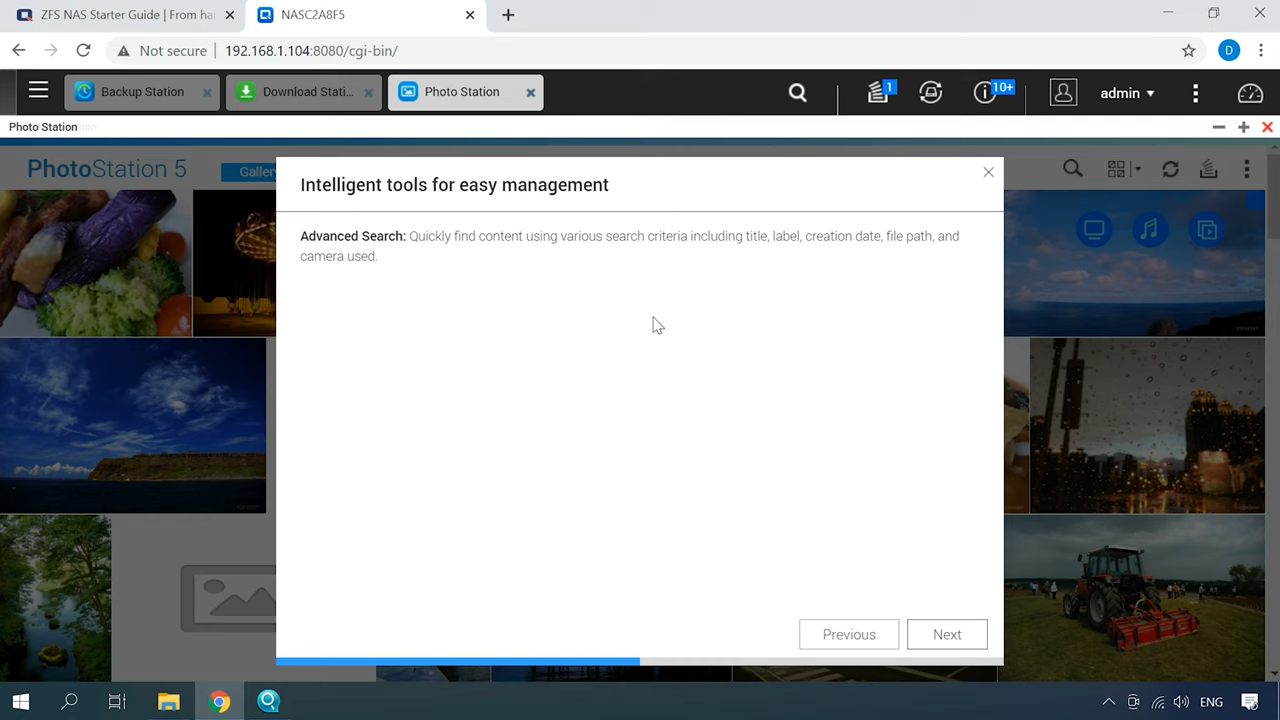 ZFS NAS Starter Guide | From ha
NASC2A8F5
Not secure
192.168.1.104:8080/cgi-bin/
D
Backup Station
Download Stati...
Photo Station
1
10+
admin
Photo Station
PhotoStation 5
Gallery
Intelligent tools for easy management
Advanced Search: Quickly find content using various search criteria including title, label, creation date, file path, and
camera used.
Previous
Next
ENG